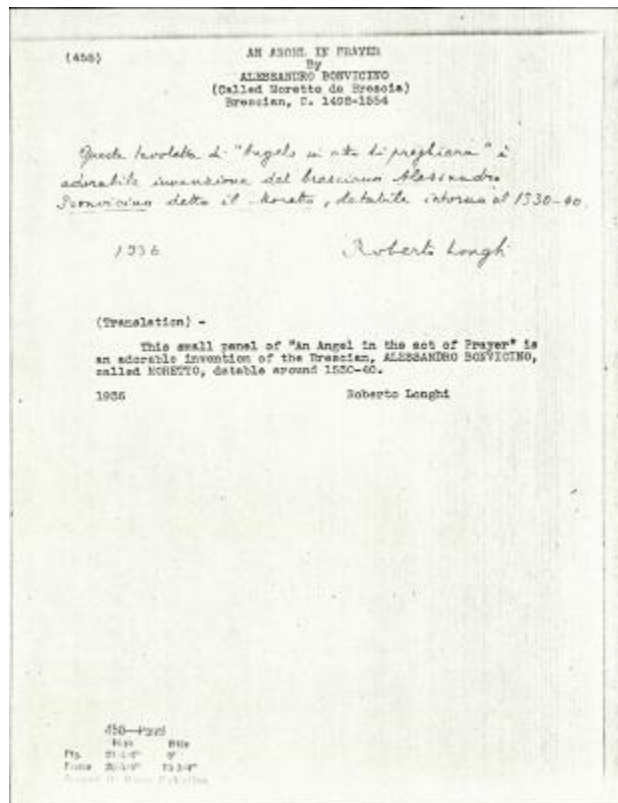 (458)
AN ANGEL IN PRAYER
By
ALESSANDRO BONVICINO
(Called Moretto da Brescia)
Brescian, C. 1498-1554
Questa tavoletta di "Angelo in atto di preghiera" è
adorabile invenzione del bresciano Alessandro
Bonvicino detto il Moretto, databile intorno al 1530-40.
1936 Roberto Longhi
(Translation) -
This small panel of "An Angel in the act of Prayer" is
an adorable invention of the Brescian, ALESSANDRO BONVICINO,
called MORETTO, datable around 1530-40.
1936 Roberto Longhi
High Wide